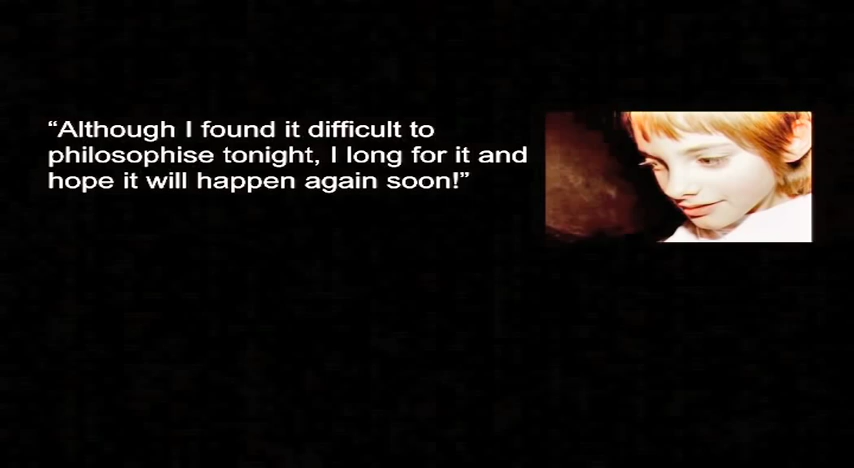 “Although I found it difficult to
philosophise tonight, I long for it and
hope it will happen again soon!”